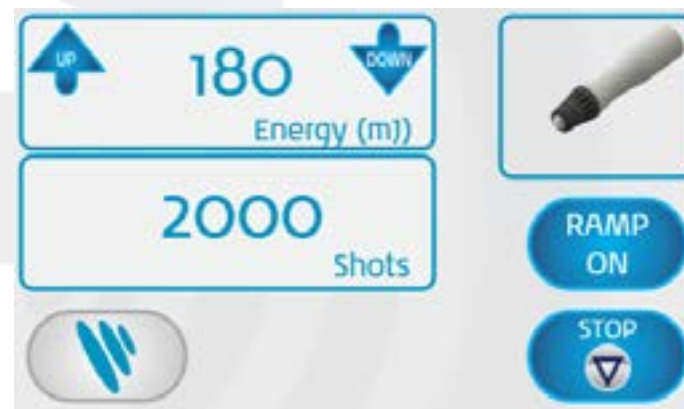 UP
180
DOWN
Energy (mJ)
2000
Shots
RAMP
ON
STOP